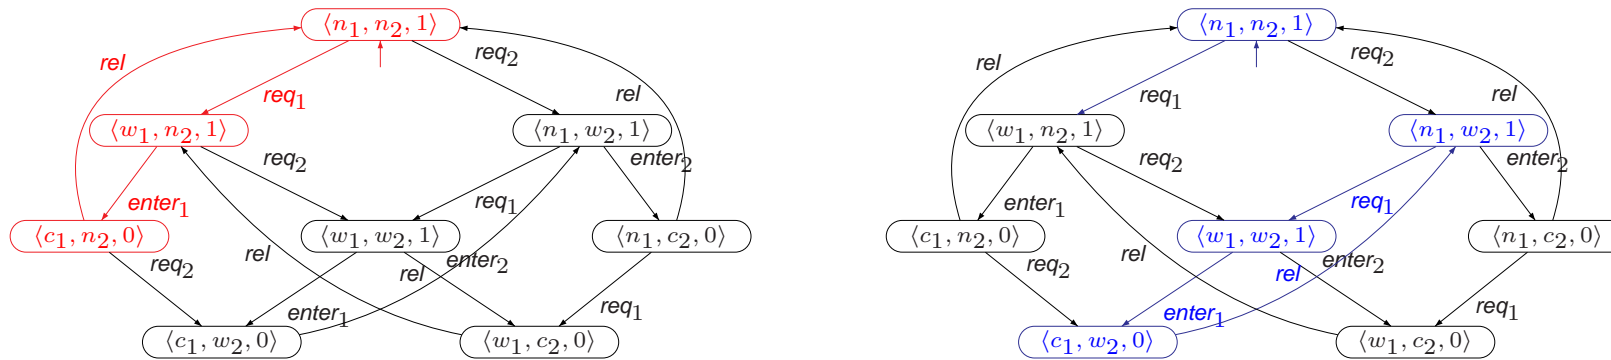 ⟨n₁, n₂, 1⟩ ⟨n₁, n₂, 1⟩
rel req₂ rel req₂
req₁ rel req₁ rel
⟨w₁, n₂, 1⟩ ⟨n₁, w₂, 1⟩ ⟨w₁, n₂, 1⟩ ⟨n₁, w₂, 1⟩
req₂ enter₂ req₂ enter₂
enter₁ req₁ enter₁ req₁
⟨c₁, n₂, 0⟩ ⟨w₁, w₂, 1⟩ ⟨n₁, c₂, 0⟩ ⟨c₁, n₂, 0⟩ ⟨w₁, w₂, 1⟩ ⟨n₁, c₂, 0⟩
req₂ rel rel enter₂ req₂ rel rel enter₂
enter₁ req₁ enter₁ req₁
⟨c₁, w₂, 0⟩ ⟨w₁, c₂, 0⟩ ⟨c₁, w₂, 0⟩ ⟨w₁, c₂, 0⟩